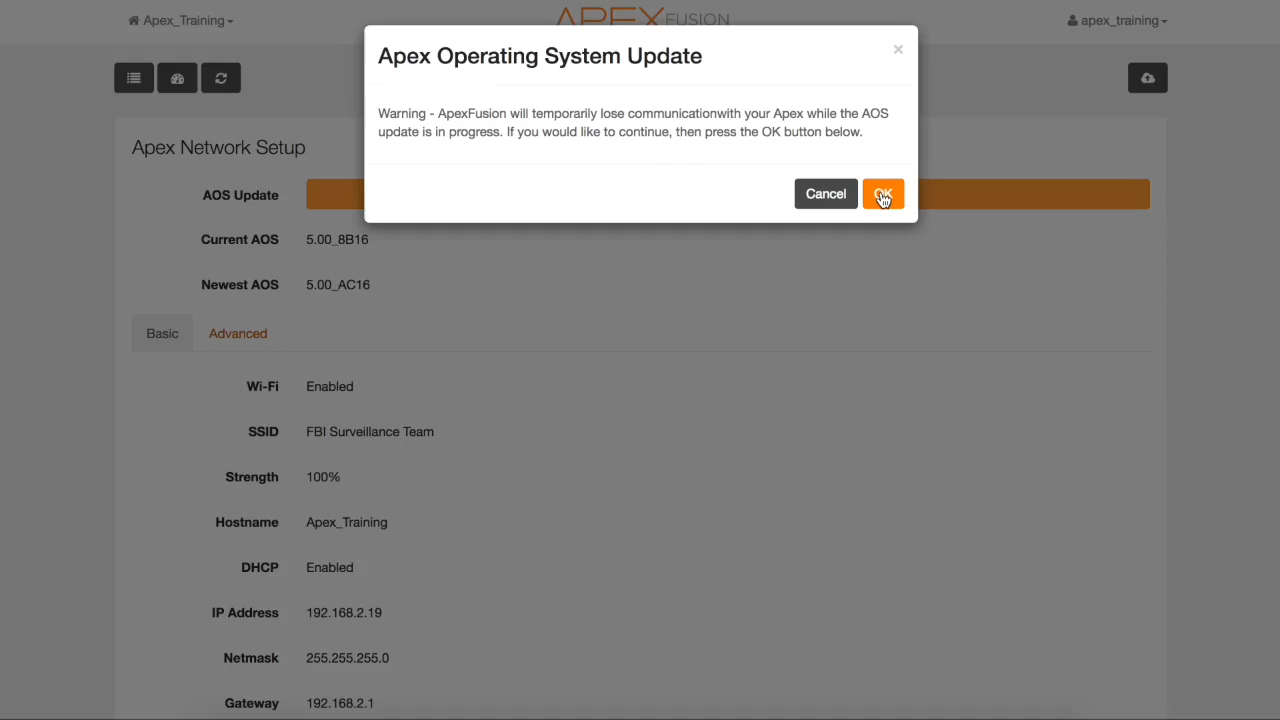 Apex_Training
APEX FUSION
apex_training
Apex Operating System Update
×
Warning - ApexFusion will temporarily lose communicationwith your Apex while the AOS
update is in progress. If you would like to continue, then press the OK button below.
Cancel
OK
Apex Network Setup
AOS Update
Current AOS 5.00_8B16
Newest AOS 5.00_AC16
Basic Advanced
Wi-Fi Enabled
SSID FBI Surveillance Team
Strength 100%
Hostname Apex_Training
DHCP Enabled
IP Address 192.168.2.19
Netmask 255.255.255.0
Gateway 192.168.2.1